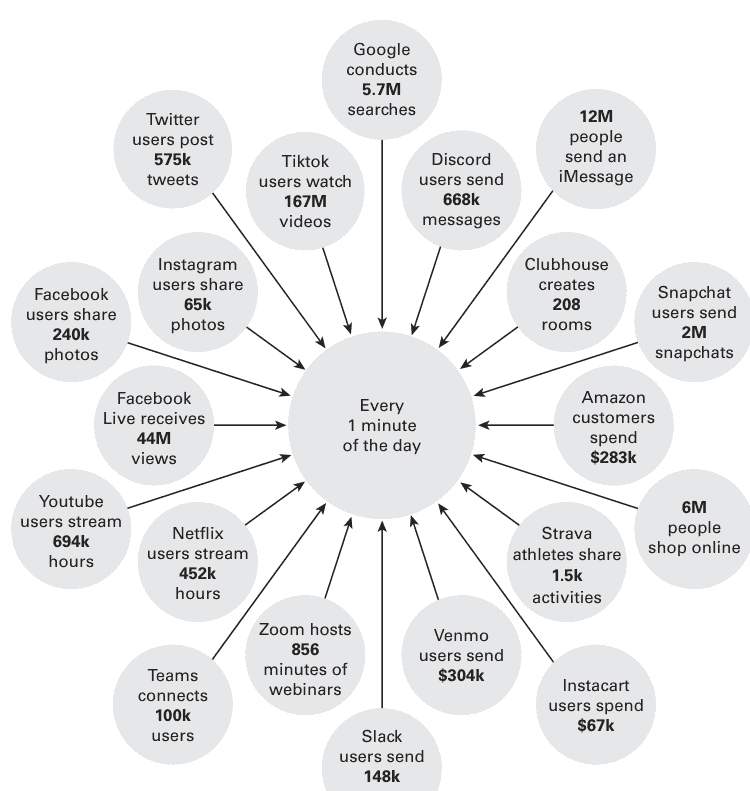 Google
conducts
5.7M
searches
Twitter
users post
575k
tweets
Tiktok
users watch
167M
videos
Discord
users send
668k
messages
12M
people
send an
iMessage
Facebook
users share
240k
photos
Instagram
users share
65k
photos
Clubhouse
creates
208
rooms
Snapchat
users send
2M
snapchats
Facebook
Live receives
44M
views
Every
1 minute
of the day
Amazon
customers
spend
$283k
Youtube
users stream
694k
hours
Netflix
users stream
452k
hours
Strava
athletes share
1.5k
activities
6M
people
shop online
Teams
connects
100k
users
Zoom hosts
856
minutes of
webinars
Venmo
users send
$304k
Instacart
users spend
$67k
Slack
users send
148k